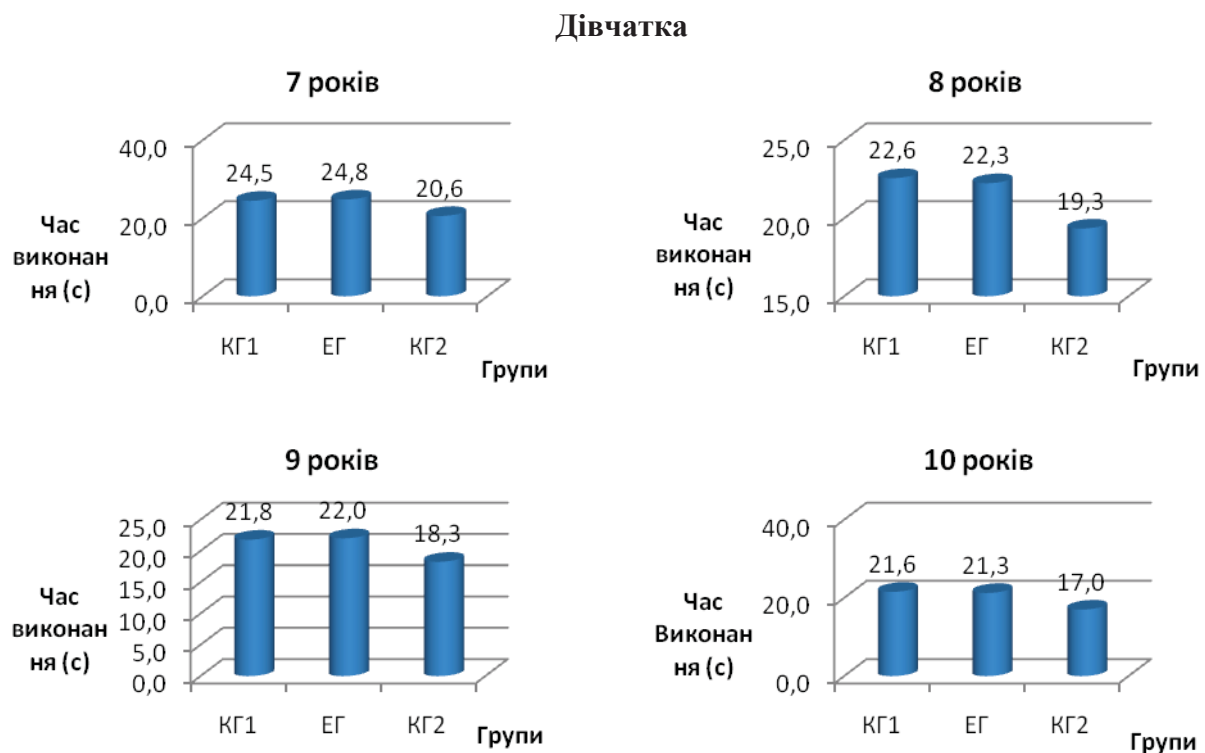 Дівчатка
7 років
40,0
20,0
0,0
24,5
24,8
20,6
Час
виконан
ня (с)
КГ1
ЕГ
КГ2
Групи
8 років
25,0
20,0
15,0
22,6
22,3
19,3
Час
виконан
ня (с)
КГ1
ЕГ
КГ2
Групи
9 років
25,0
20,0
15,0
10,0
5,0
0,0
21,8
22,0
18,3
Час
виконан
ня (с)
КГ1
ЕГ
КГ2
Групи
10 років
40,0
20,0
0,0
21,6
21,3
17,0
Час
Виконан
ня (с)
КГ1
ЕГ
КГ2
Групи